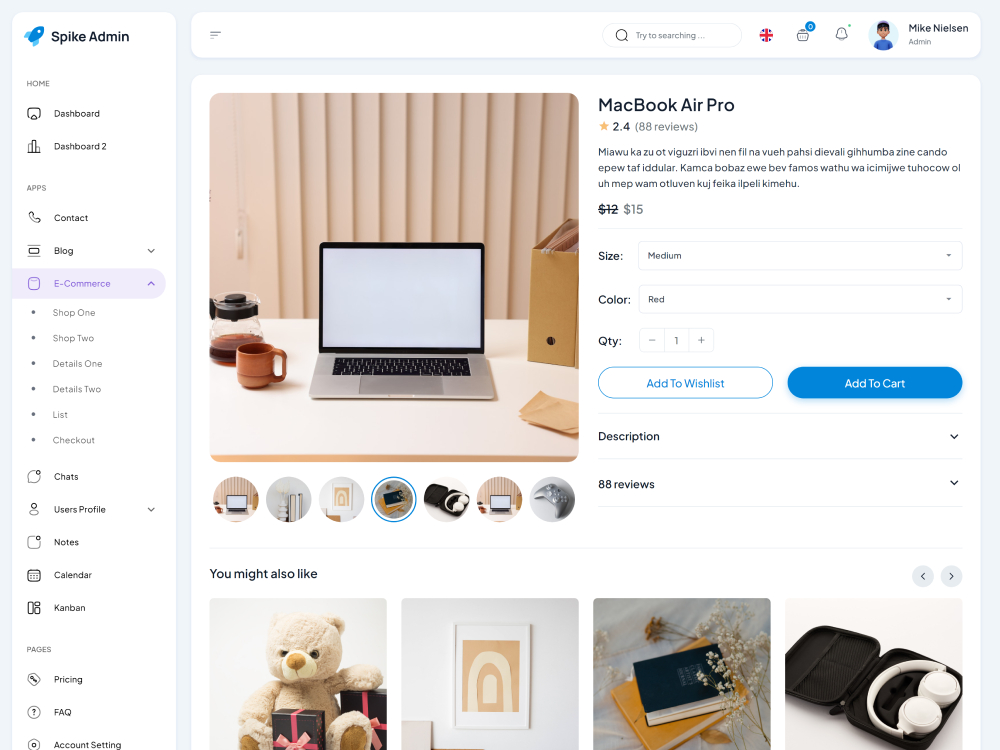 Spike Admin
HOME
Dashboard
Dashboard 2
APPS
Contact
Blog
E-Commerce
Shop One
Shop Two
Details One
Details Two
List
Checkout
Chats
Users Profile
Notes
Calendar
Kanban
PAGES
Pricing
FAQ
Account Setting
Try to searching ...
0
Mike Nielsen
Admin
MacBook Air Pro
2.4 (88 reviews)
Miawu ka zu ot viguzri ibvi nen fil na vueh pahsi dievali gihhumba zine cando
epew taf iddular. Kamca bobaz ewe bev famos wathu wa icimijwe tuhocow ol
uh mep wam otluven kuj feika ilpeli kimehu.
$12 $15
Size: Medium
Color: Red
Qty: − 1 +
Add To Wishlist
Add To Cart
Description
88 reviews
You might also like